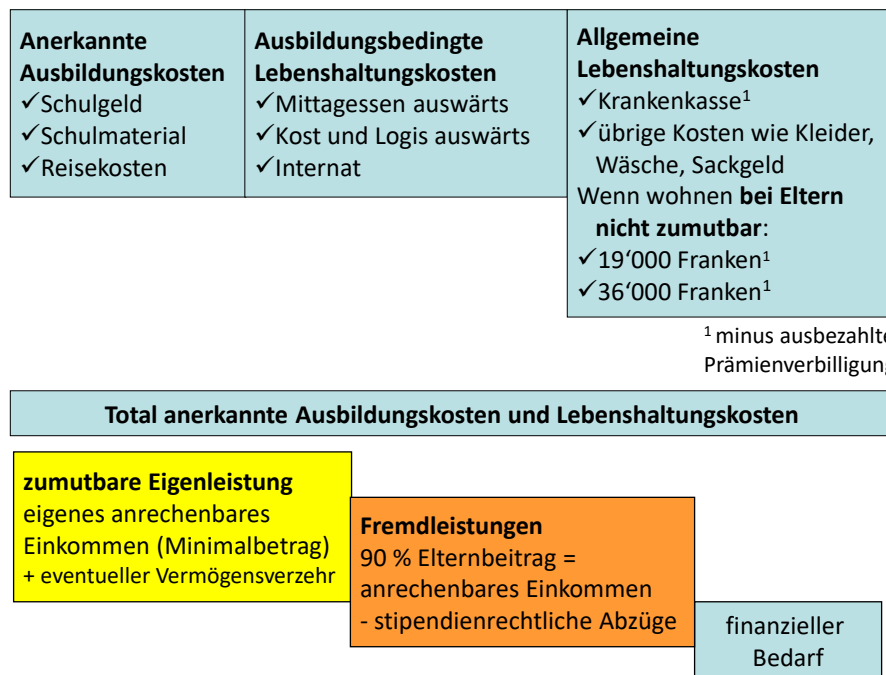 Anerkannte
Ausbildungskosten
✓Schulgeld
✓Schulmaterial
✓Reisekosten
Ausbildungsbedingte
Lebenshaltungskosten
✓Mittagessen auswärts
✓Kost und Logis auswärts
✓Internat
Allgemeine
Lebenshaltungskosten
✓Krankenkasse¹
✓übrige Kosten wie Kleider,
Wäsche, Sackgeld
Wenn wohnen bei Eltern
nicht zumutbar:
✓19‘000 Franken¹
✓36‘000 Franken¹
¹ minus ausbezahlte
Prämienverbilligung
Total anerkannte Ausbildungskosten und Lebenshaltungskosten
zumutbare Eigenleistung
eigenes anrechenbares
Einkommen (Minimalbetrag)
+ eventueller Vermögensverzehr
Fremdleistungen
90 % Elternbeitrag =
anrechenbares Einkommen
- stipendienrechtliche Abzüge
finanzieller
Bedarf